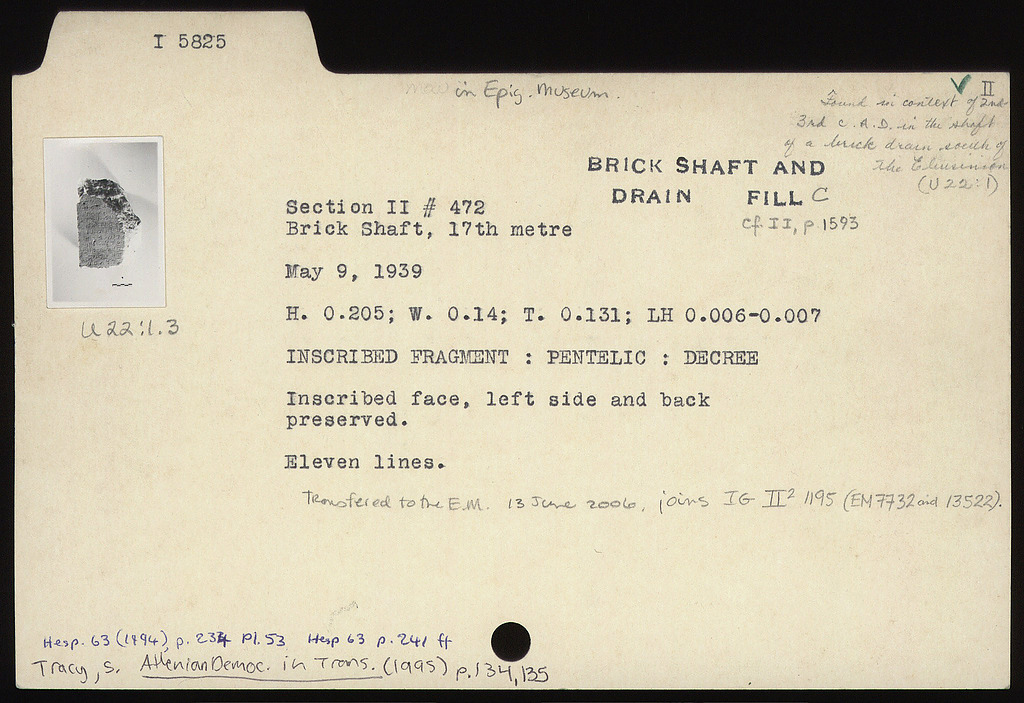 I 5825
in Epig. Museum.
II
Found in context of 2nd-
3rd c. A.D. in the shaft
of a brick drain south of
the Eleusinion
(U 22:1)
BRICK SHAFT AND
DRAIN FILL C
Cf. II, p. 1593
Section II # 472
Brick Shaft, 17th metre
May 9, 1939
U 22:1.3
H. 0.205; W. 0.14; T. 0.131; LH 0.006-0.007
INSCRIBED FRAGMENT : PENTELIC : DECREE
Inscribed face, left side and back
preserved.
Eleven lines.
Transfered to the E.M. 13 June 2006, joins IG II² 1195 (EM 7732 and 13522).
Hesp. 63 (1994) p. 234 Pl. 53 Hesp 63 p. 241 ff
Tracy, S. Athenian Democ. in Trans. (1995) p. 134, 135